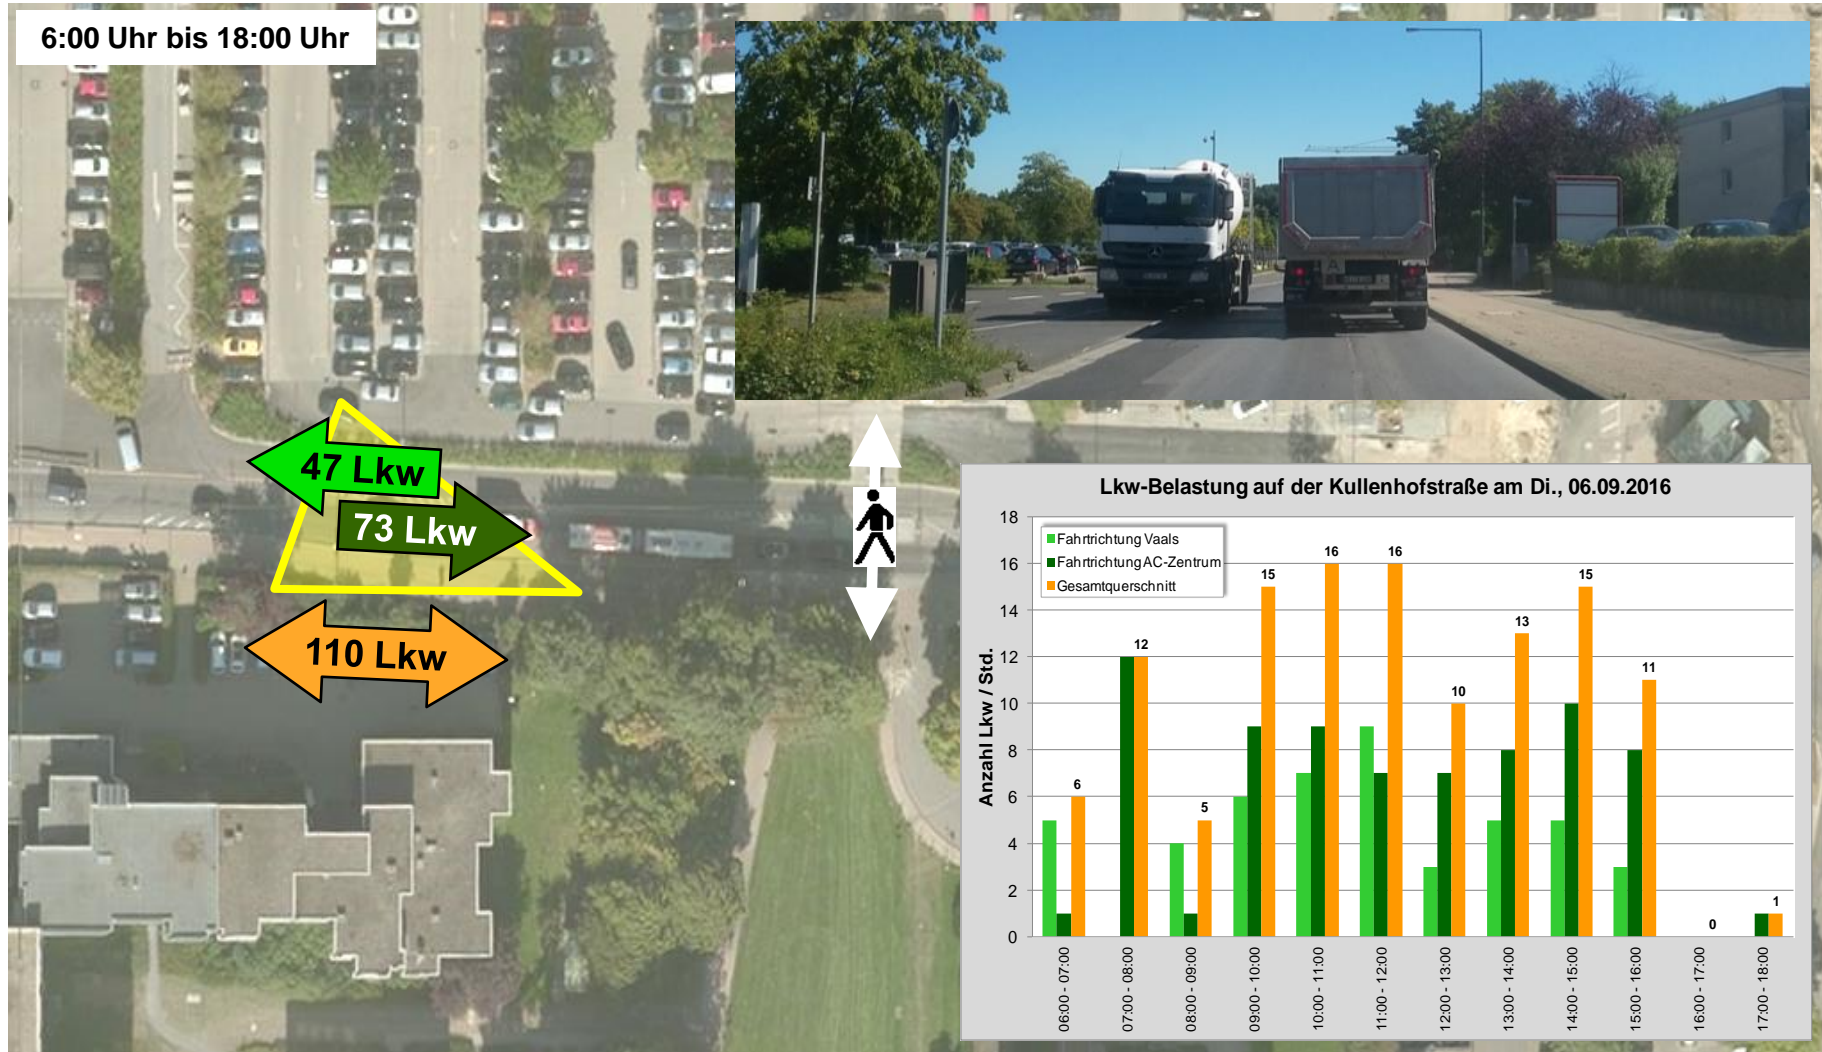 6:00 Uhr bis 18:00 Uhr
47 Lkw
73 Lkw
110 Lkw
A
Lkw-Belastung auf der Kullenhofstraße am Di., 06.09.2016
Anzahl Lkw / Std.
18
16
14
12
10
8
6
4
2
0
Fahrtrichtung Vaals
Fahrtrichtung AC-Zentrum
Gesamtquerschnitt
6
12
5
15
16
16
10
13
15
11
0
1
06:00 - 07:00
07:00 - 08:00
08:00 - 09:00
09:00 - 10:00
10:00 - 11:00
11:00 - 12:00
12:00 - 13:00
13:00 - 14:00
14:00 - 15:00
15:00 - 16:00
16:00 - 17:00
17:00 - 18:00